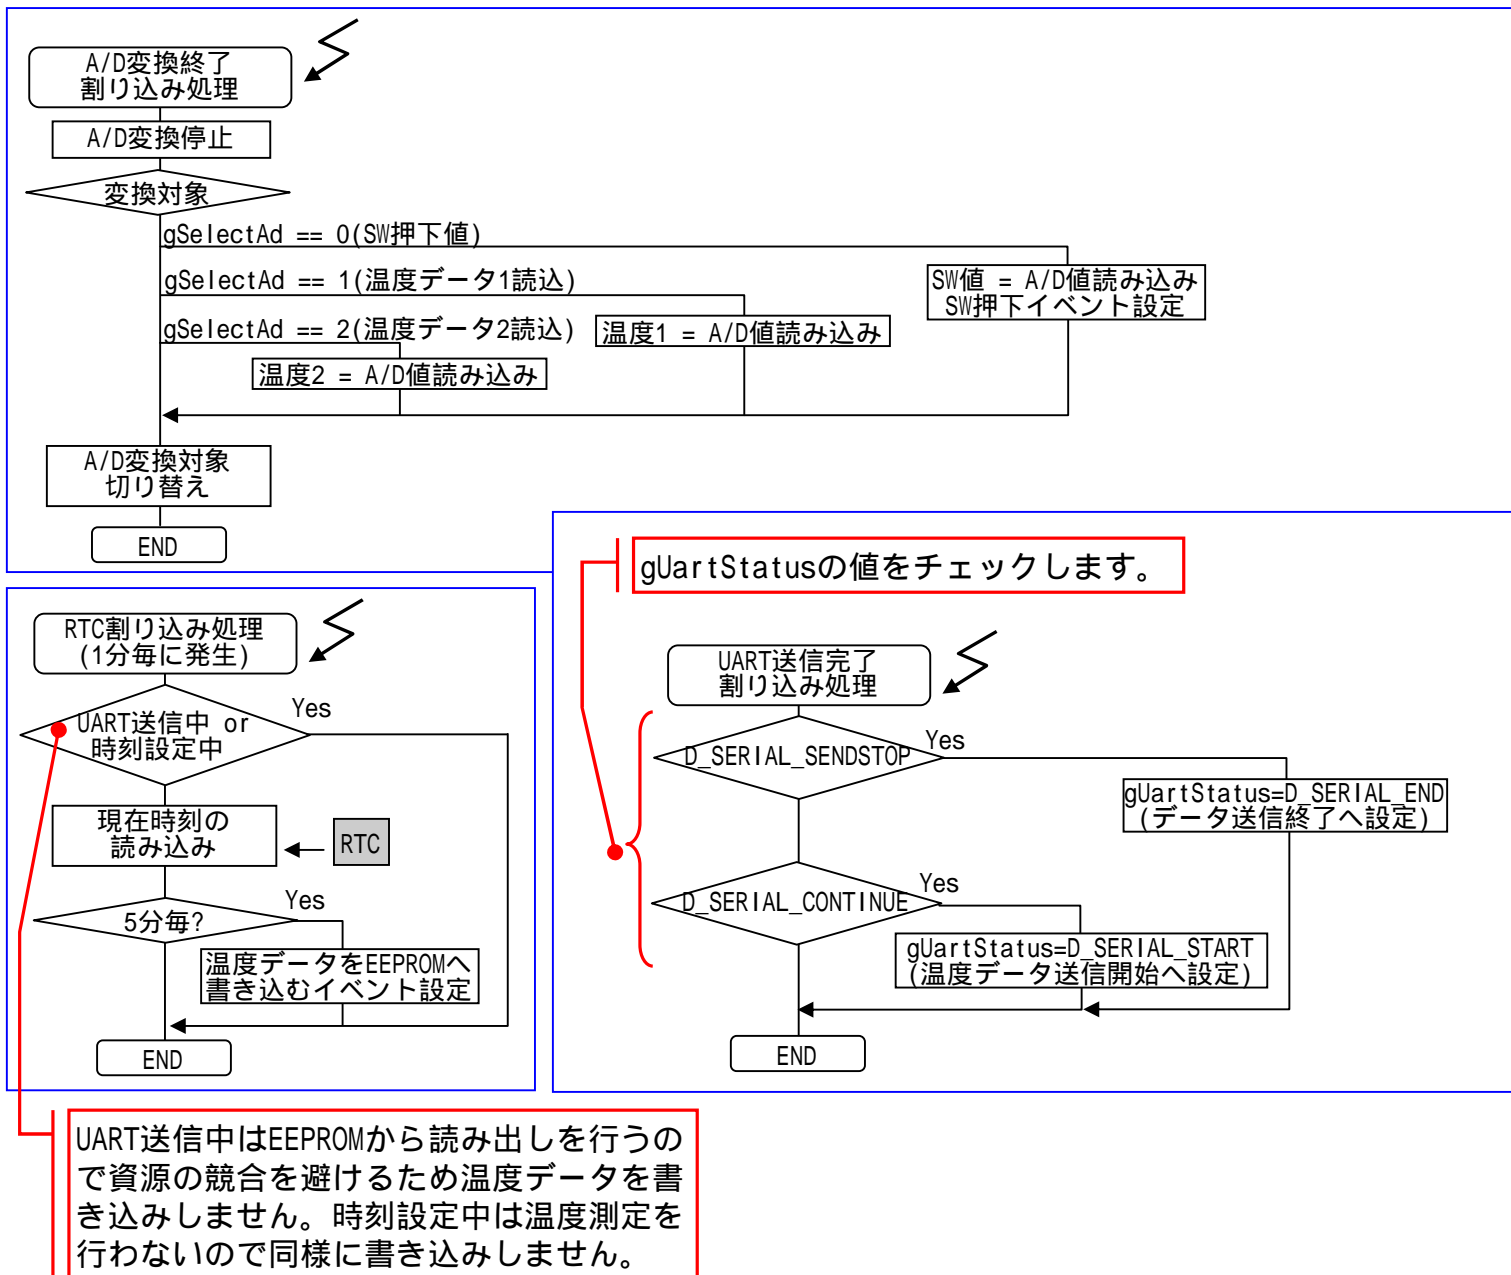 A/D変換終了
割り込み処理
A/D変換停止
変換対象
gSelectAd == 0(SW押下値)
SW値 = A/D値読み込み
SW押下イベント設定
gSelectAd == 1(温度データ1読込)
温度1 = A/D値読み込み
gSelectAd == 2(温度データ2読込)
温度2 = A/D値読み込み
A/D変換対象
切り替え
END
RTC割り込み処理
(1分毎に発生)
UART送信中 or
時刻設定中
Yes
現在時刻の
読み込み
RTC
5分毎?
Yes
温度データをEEPROMへ
書き込むイベント設定
END
UART送信中はEEPROMから読み出しを行うの
で資源の競合を避けるため温度データを書
き込みしません。時刻設定中は温度測定を
行わないので同様に書き込みしません。
gUartStatusの値をチェックします。
UART送信完了
割り込み処理
D_SERIAL_SENDSTOP
Yes
gUartStatus=D_SERIAL_END
(データ送信終了へ設定)
D_SERIAL_CONTINUE
Yes
gUartStatus=D_SERIAL_START
(温度データ送信開始へ設定)
END